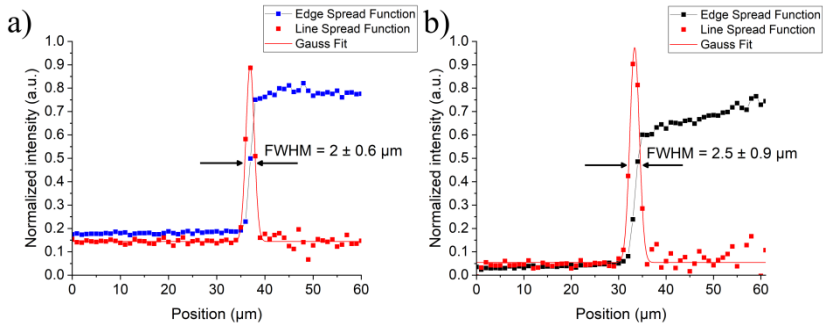 a)
Edge Spread Function
Line Spread Function
Gauss Fit
1.0
0.9
0.8
0.7
0.6
0.5
0.4
0.3
0.2
0.1
0.0
Normalized intensity (a.u.)
FWHM = 2 ± 0.6 µm
0 10 20 30 40 50 60
Position (µm)
b)
Edge Spread Function
Line Spread Function
Gauss Fit
1.0
0.9
0.8
0.7
0.6
0.5
0.4
0.3
0.2
0.1
0.0
Normalized intensity (a.u.)
FWHM = 2.5 ± 0.9 µm
0 10 20 30 40 50 60
Position (µm)